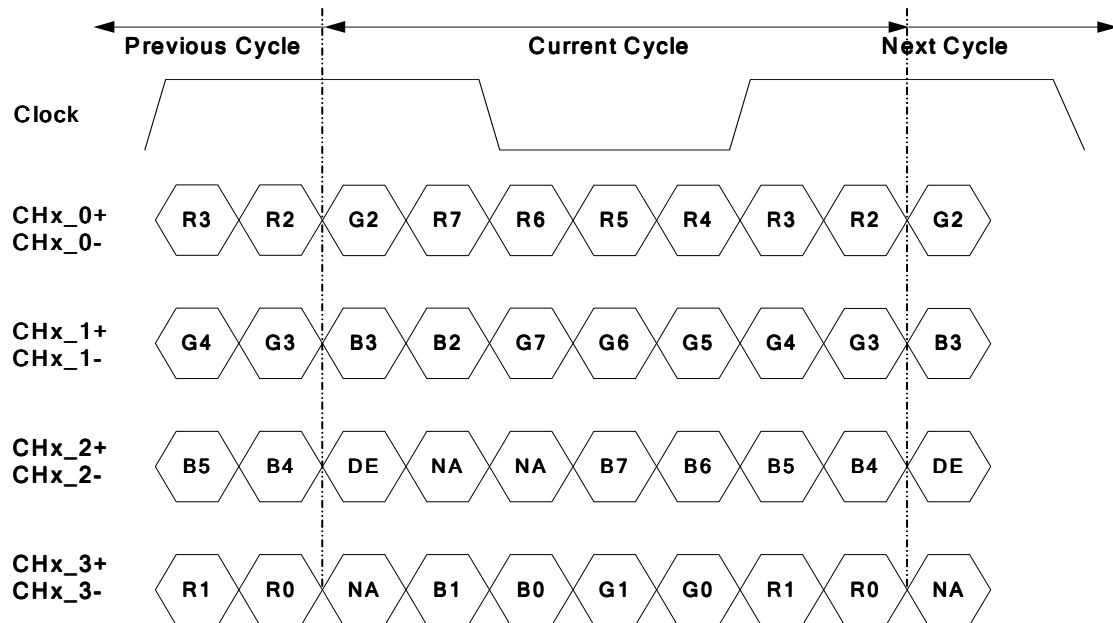 Previous Cycle Current Cycle Next Cycle
Clock
CHx_0+
CHx_0-
R3 R2 G2 R7 R6 R5 R4 R3 R2 G2
CHx_1+
CHx_1-
G4 G3 B3 B2 G7 G6 G5 G4 G3 B3
CHx_2+
CHx_2-
B5 B4 DE NA NA B7 B6 B5 B4 DE
CHx_3+
CHx_3-
R1 R0 NA B1 B0 G1 G0 R1 R0 NA